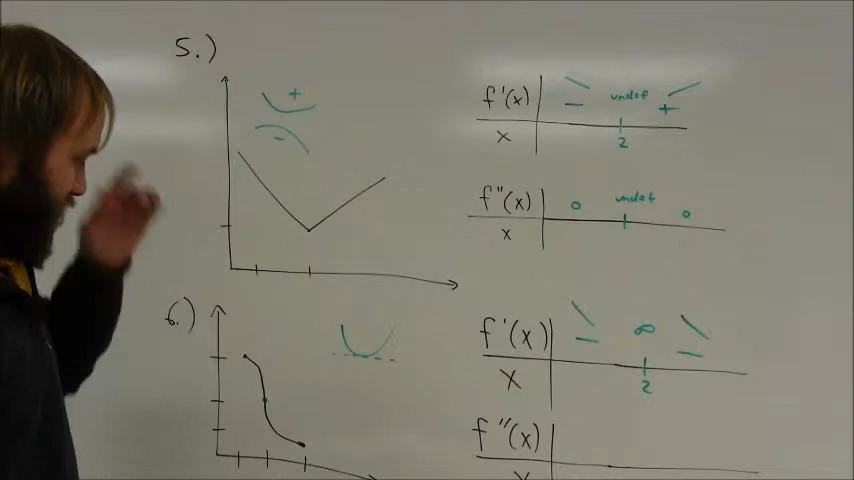 5.)
+
-
f'(x) - undef +
x 2
f''(x) 0 undef 0
x
6.)
f'(x) - ∞ -
x 2
f''(x)
x